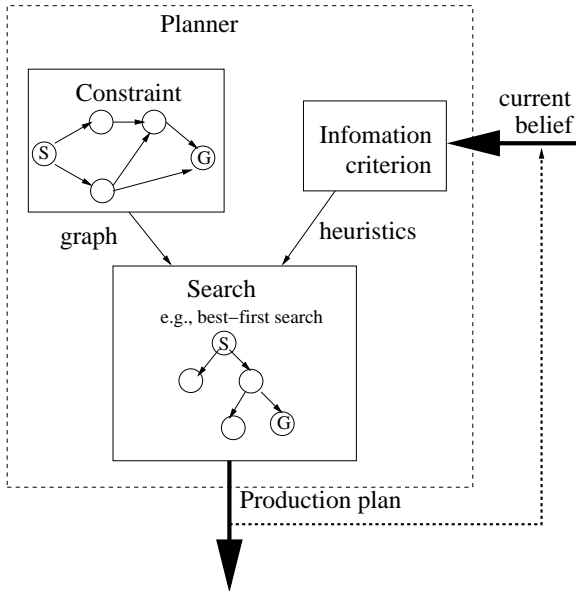 Planner
Constraint
S
G
current
belief
Infomation
criterion
graph
heuristics
Search
e.g., best−first search
S
G
Production plan